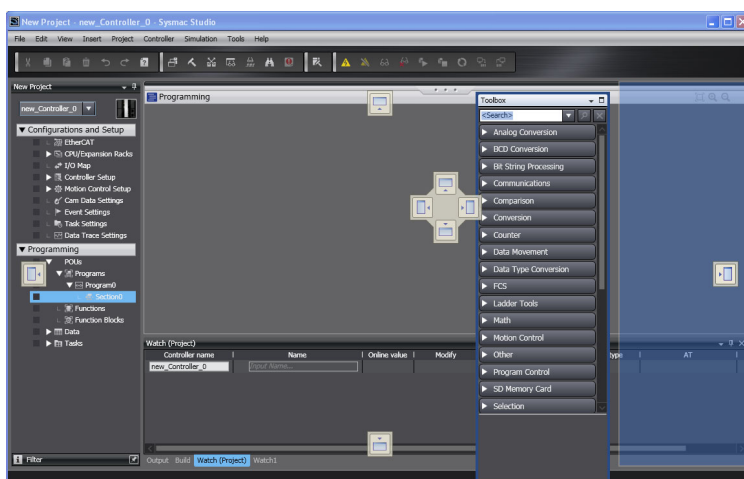 New Project - new_Controller_0 - Sysmac Studio
File Edit View Insert Project Controller Simulation Tools Help
New Project
new_Controller_0
Configurations and Setup
EtherCAT
CPU/Expansion Racks
I/O Map
Controller Setup
Motion Control Setup
Cam Data Settings
Event Settings
Task Settings
Data Trace Settings
Programming
POUs
Programs
Program0
Section0
Functions
Function Blocks
Data
Tasks
Filter
Programming
Toolbox
<Search>
Analog Conversion
BCD Conversion
Bit String Processing
Communications
Comparison
Conversion
Counter
Data Movement
Data Type Conversion
FCS
Ladder Tools
Math
Motion Control
Other
Program Control
SD Memory Card
Selection
Watch (Project)
Controller name Name Online value Modify type AT
new_Controller_0 Input Name...
Output Build Watch (Project) Watch1